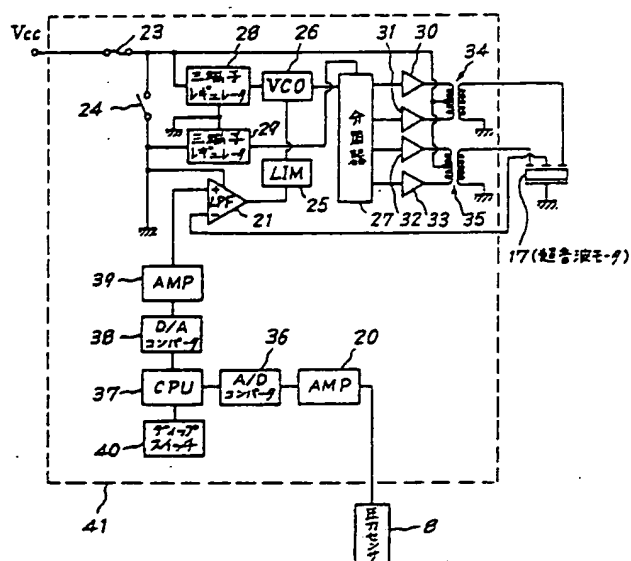 Vcc
23
28
26
31
30
34
三端子
レギュレータ
VCO
24
三端子
レギュレータ
29
分周器
LPF
+
-
21
LIM
25
27
32
33
35
17(超音波モータ)
39
AMP
38
D/A
コンバータ
36
20
37
CPU
A/D
コンバータ
AMP
40
ディップ
スイッチ
41
圧力センサ
8